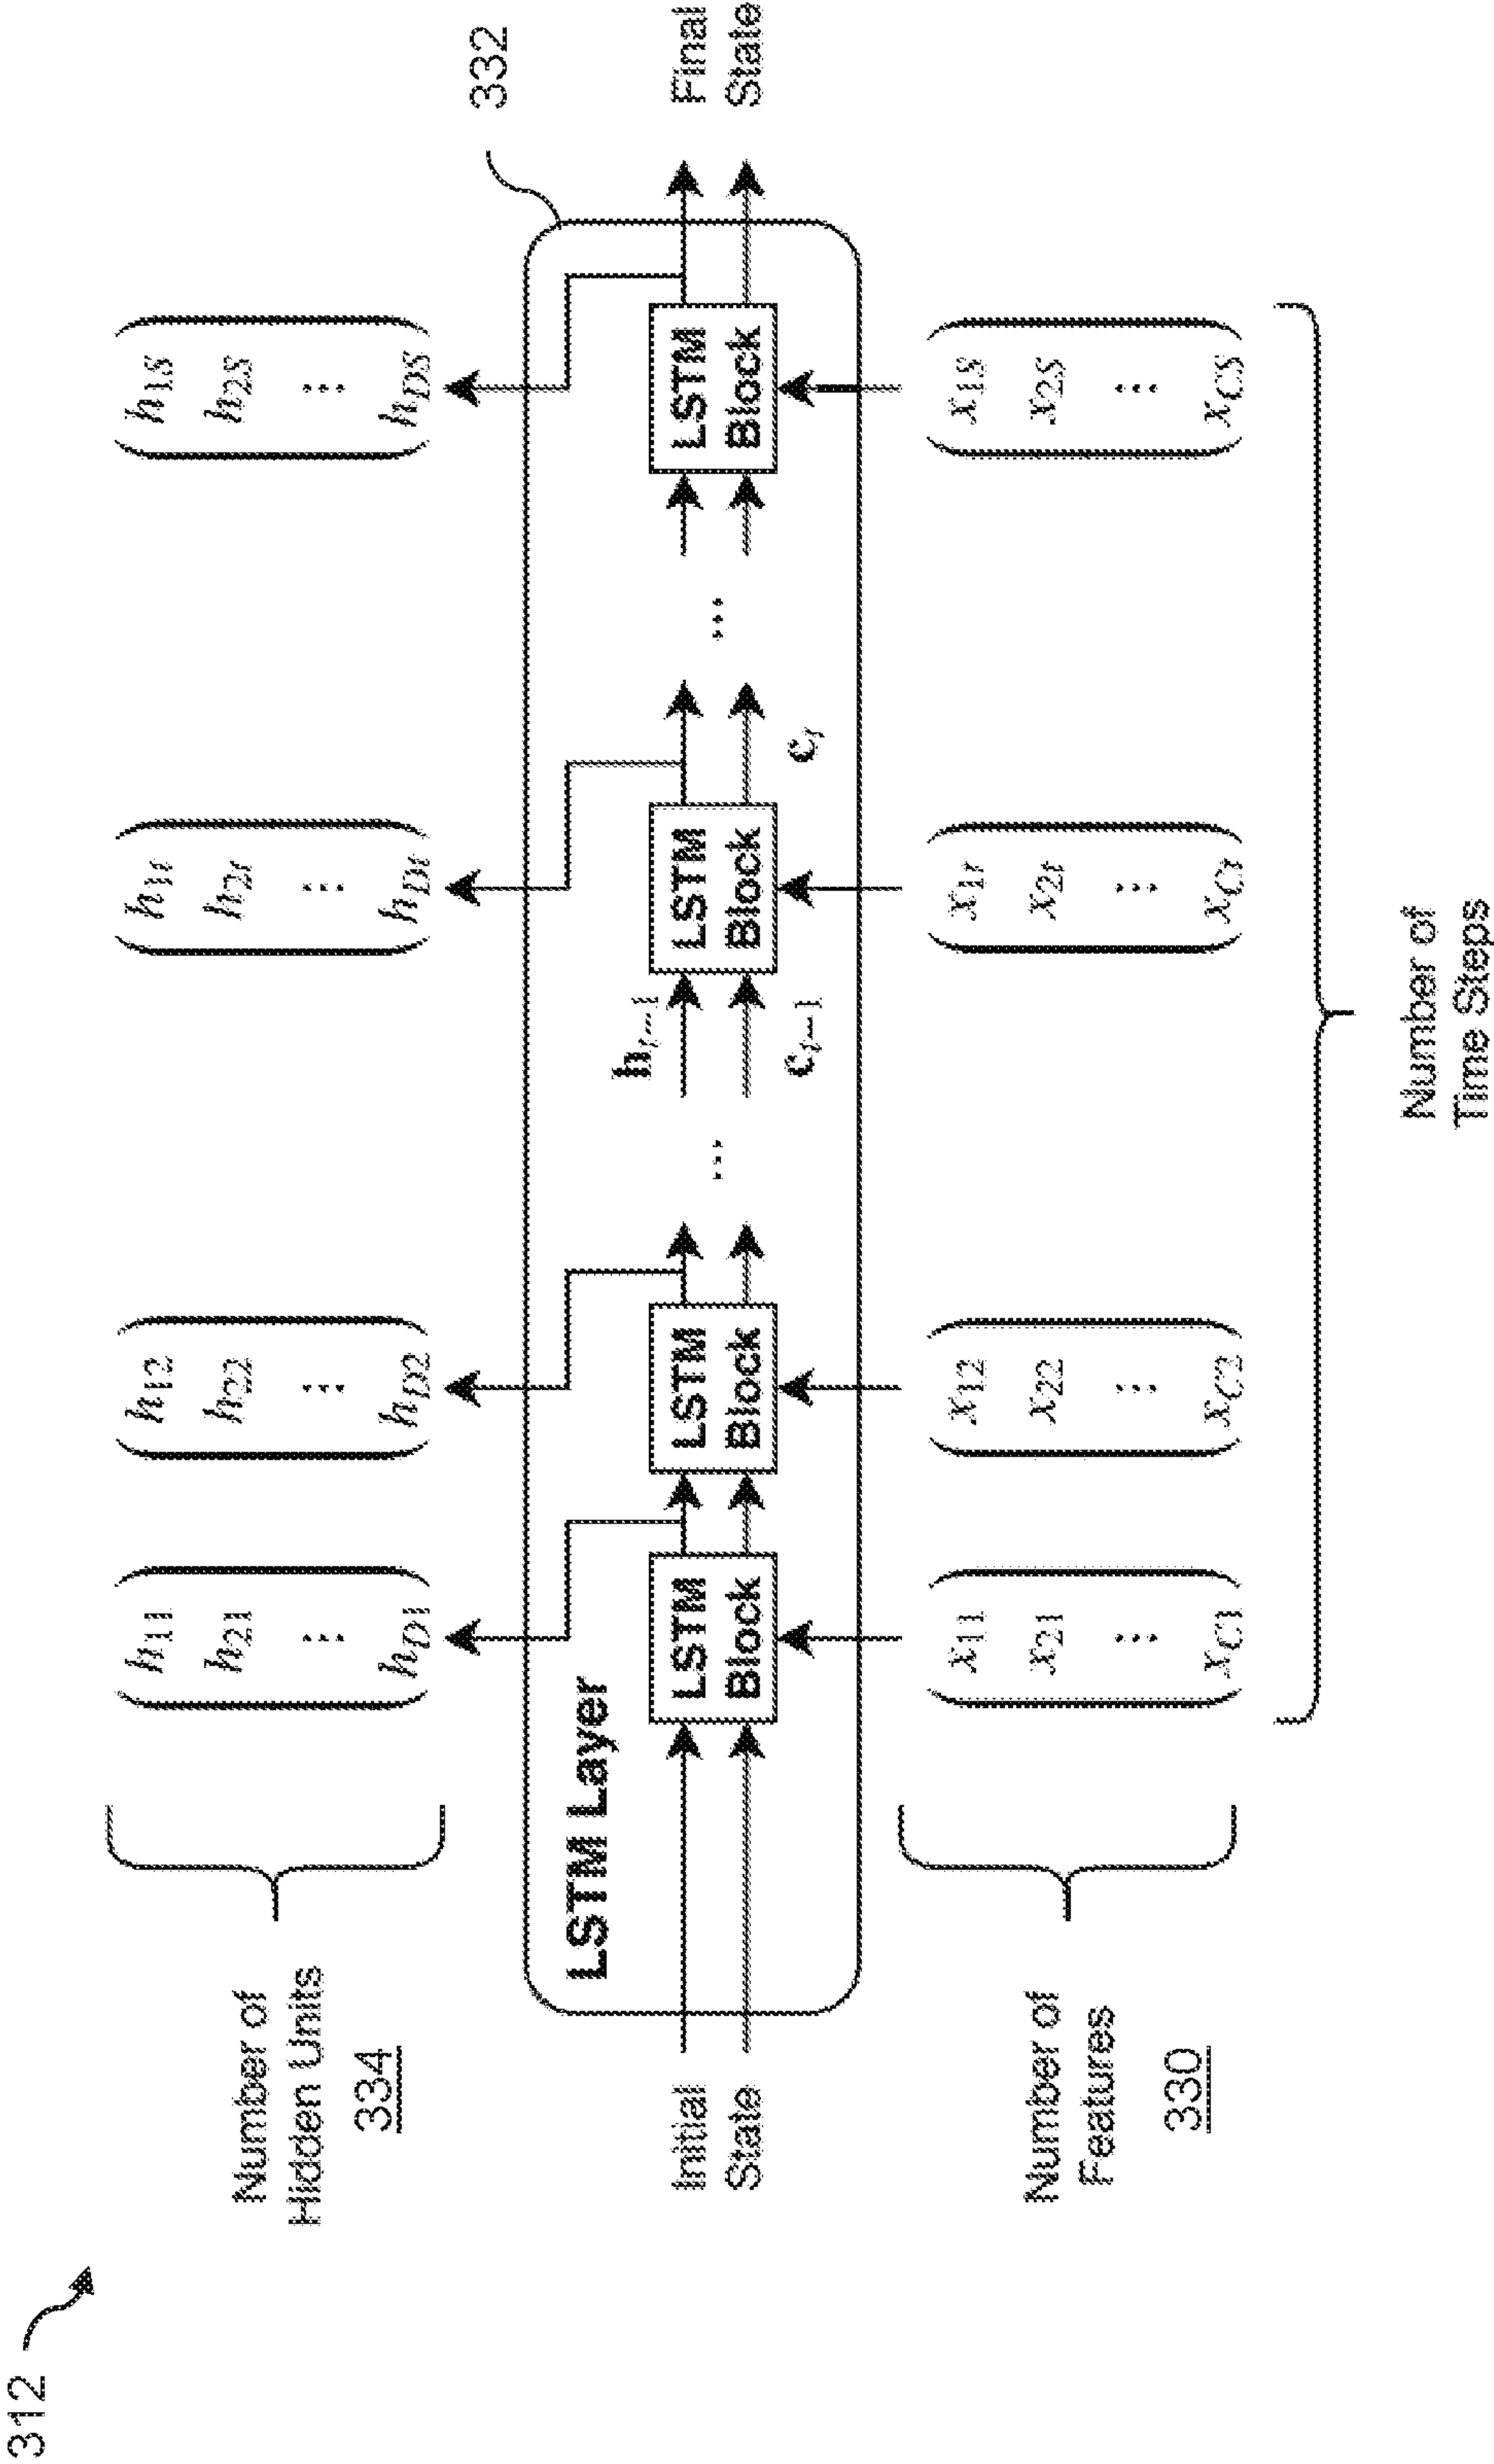 312
Number of
Hidden Units
334
h11
h21
⋮
hD1
h12
h22
⋮
hD2
h1t
h2t
⋮
hDt
h1S
h2S
⋮
hDS
332
LSTM Layer
Initial
State
LSTM
Block
LSTM
Block
...
ht−1
ct−1
LSTM
Block
ct
...
LSTM
Block
Final
State
Number of
Features
330
x11
x21
⋮
xC1
x12
x22
⋮
xC2
x1t
x2t
⋮
xCt
x1S
x2S
⋮
xCS
Number of
Time Steps